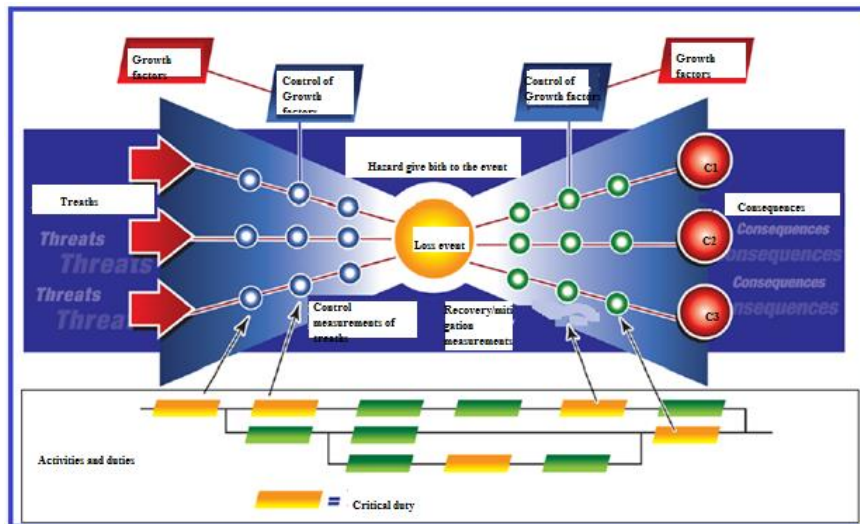 Growth
factors
Growth
factors
Control of
Growth
factors
Control of
Growth factors
Hazard give bith to the event
C1
Treaths
Consequences
Threats
Threats
Threats
Threats
Loss event
C2
Consequences
Consequences
Consequences
Consequences
C3
Control
measurements of
treaths
Recovery/miti
gation
measurements
Activities and duties
= Critical duty